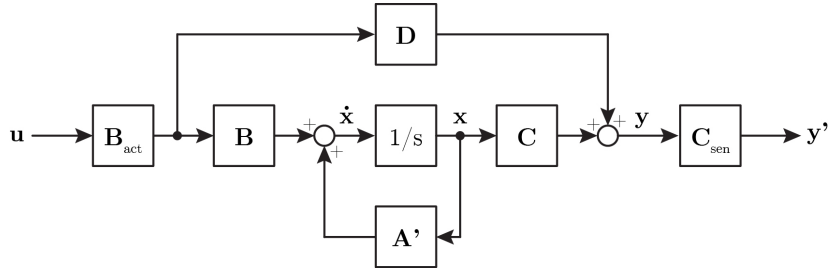 D
u
B_act
B
+
+
ẋ
1/s
x
C
+
+
y
C_sen
y'
A'